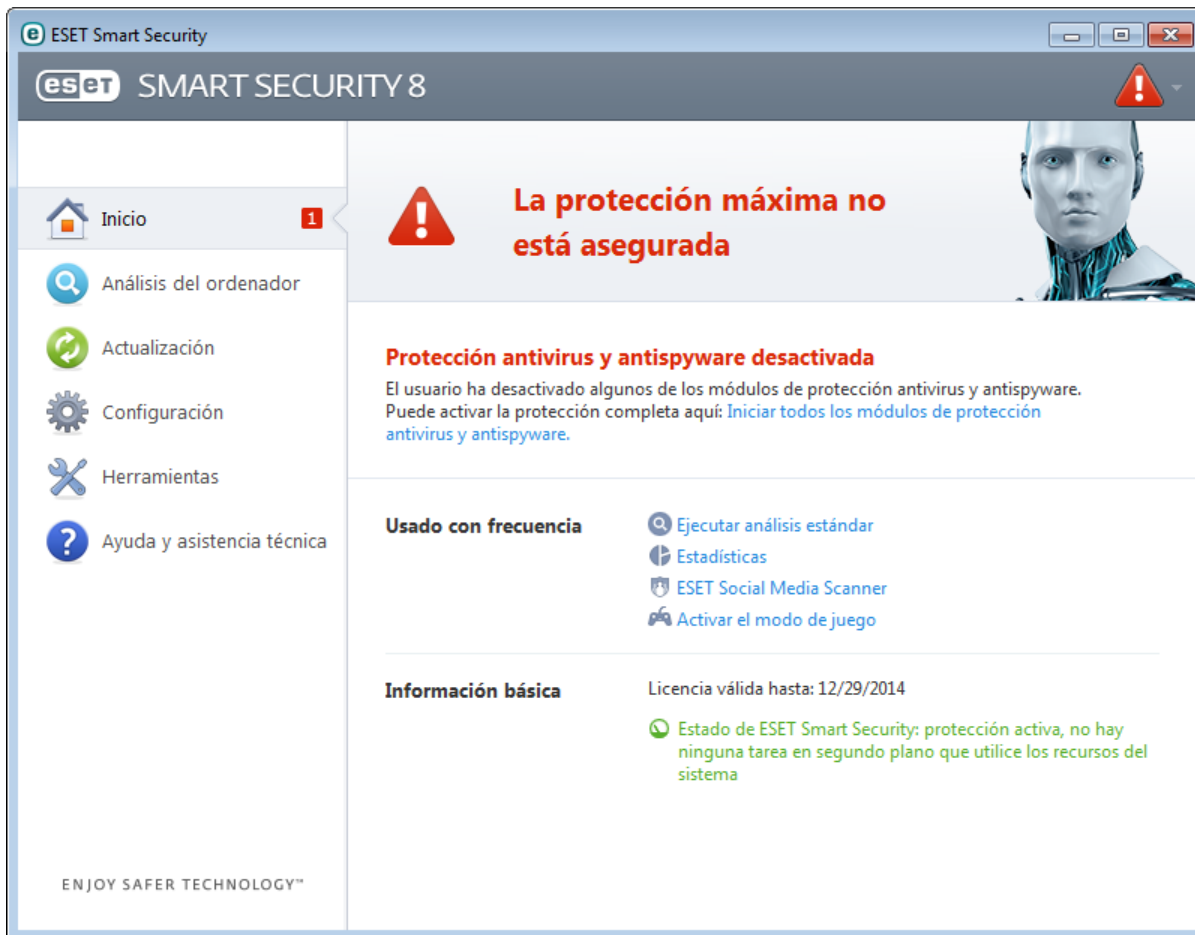 ESET Smart Security
eset SMART SECURITY 8
Inicio 1
Análisis del ordenador
Actualización
Configuración
Herramientas
Ayuda y asistencia técnica
ENJOY SAFER TECHNOLOGY™
La protección máxima no
está asegurada
Protección antivirus y antispyware desactivada
El usuario ha desactivado algunos de los módulos de protección antivirus y antispyware.
Puede activar la protección completa aquí: Iniciar todos los módulos de protección
antivirus y antispyware.
Usado con frecuencia
Ejecutar análisis estándar
Estadísticas
ESET Social Media Scanner
Activar el modo de juego
Información básica
Licencia válida hasta: 12/29/2014
Estado de ESET Smart Security: protección activa, no hay
ninguna tarea en segundo plano que utilice los recursos del
sistema